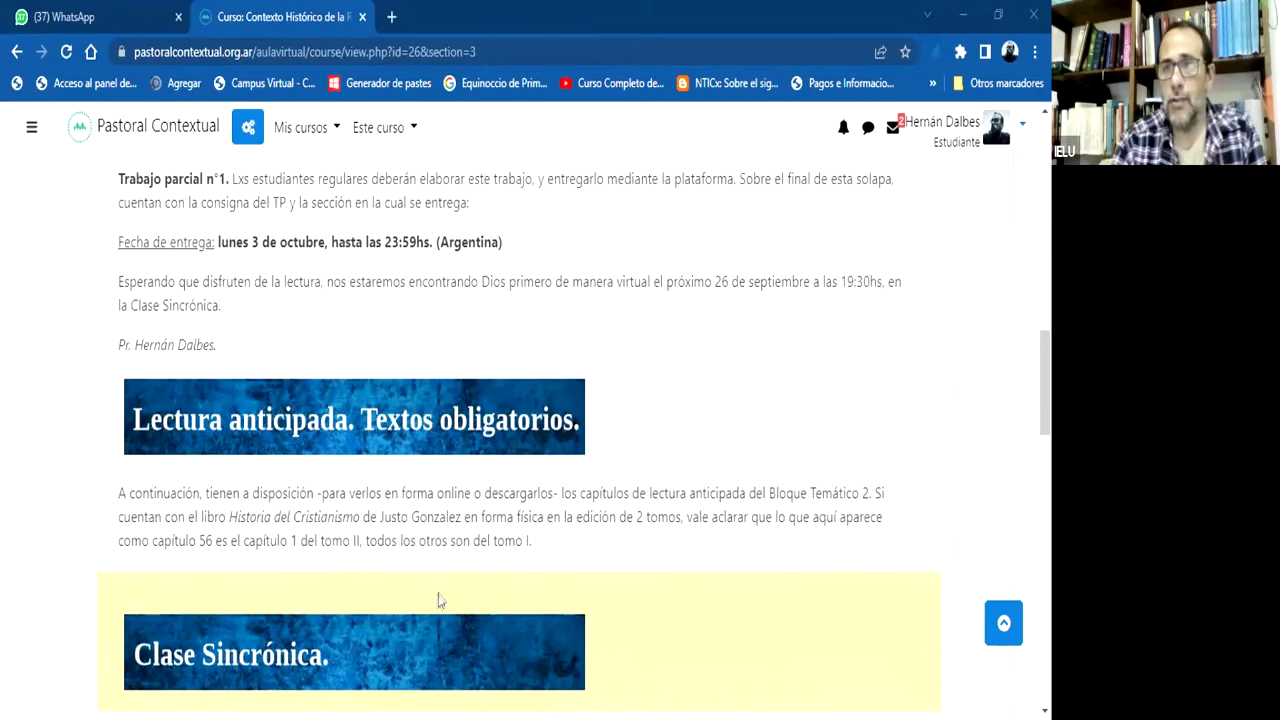 (37) WhatsApp
Curso: Contexto Histórico de la R
pastoralcontextual.org.ar/aulavirtual/course/view.php?id=26&section=3
Acceso al panel de... Agregar Campus Virtual - C... Generador de pastes Equinoccio de Prim... Curso Completo de... NTICx: Sobre el sig... Pagos e Informacio... » Otros marcadores
Pastoral Contextual Mis cursos Este curso 2 Hernán Dalbes
Estudiante
IELU
Trabajo parcial n°1. Lxs estudiantes regulares deberán elaborar este trabajo, y entregarlo mediante la plataforma. Sobre el final de esta solapa,
cuentan con la consigna del TP y la sección en la cual se entrega:
Fecha de entrega: lunes 3 de octubre, hasta las 23:59hs. (Argentina)
Esperando que disfruten de la lectura, nos estaremos encontrando Dios primero de manera virtual el próximo 26 de septiembre a las 19:30hs, en
la Clase Sincrónica.
Pr. Hernán Dalbes.
Lectura anticipada. Textos obligatorios.
A continuación, tienen a disposición -para verlos en forma online o descargarlos- los capítulos de lectura anticipada del Bloque Temático 2. Si
cuentan con el libro Historia del Cristianismo de Justo Gonzalez en forma física en la edición de 2 tomos, vale aclarar que lo que aquí aparece
como capítulo 56 es el capítulo 1 del tomo II, todos los otros son del tomo I.
Clase Sincrónica.